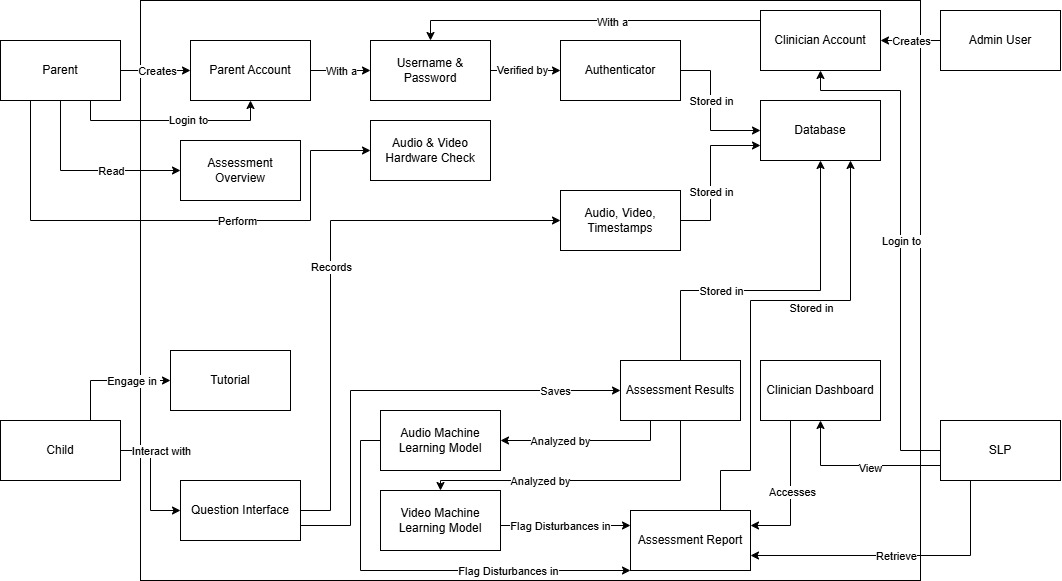 With a
Clinician Account
Creates
Admin User
Parent
Creates
Parent Account
With a
Username &
Password
Verified by
Authenticator
Stored in
Login to
Database
Audio & Video
Hardware Check
Assessment
Overview
Read
Stored in
Perform
Audio, Video,
Timestamps
Login to
Records
Stored in
Stored in
Engage in
Tutorial
Saves
Assessment Results
Clinician Dashboard
Child
Interact with
Audio Machine
Learning Model
Analyzed by
SLP
View
Analyzed by
Accesses
Question Interface
Video Machine
Learning Model
Flag Disturbances in
Assessment Report
Retrieve
Flag Disturbances in